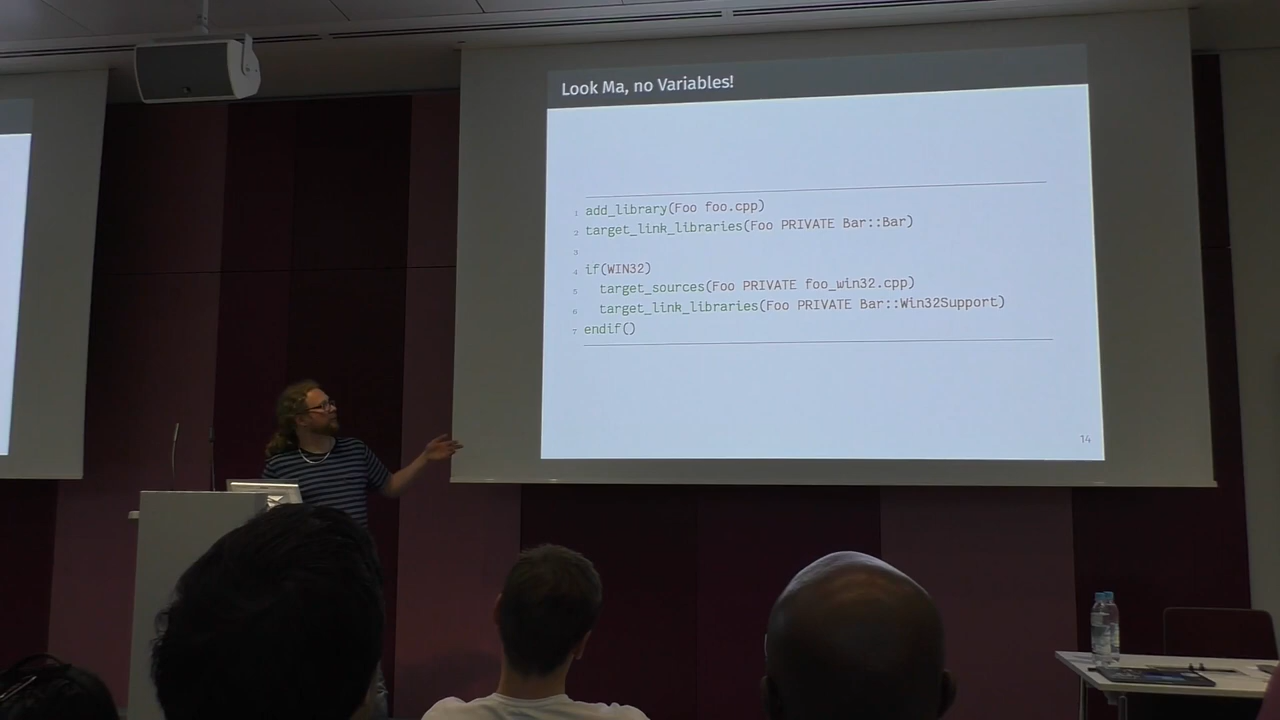 Look Ma, no Variables!
1 add_library(Foo foo.cpp)
2 target_link_libraries(Foo PRIVATE Bar::Bar)
3
4 if(WIN32)
5 target_sources(Foo PRIVATE foo_win32.cpp)
6 target_link_libraries(Foo PRIVATE Bar::Win32Support)
7 endif()
14